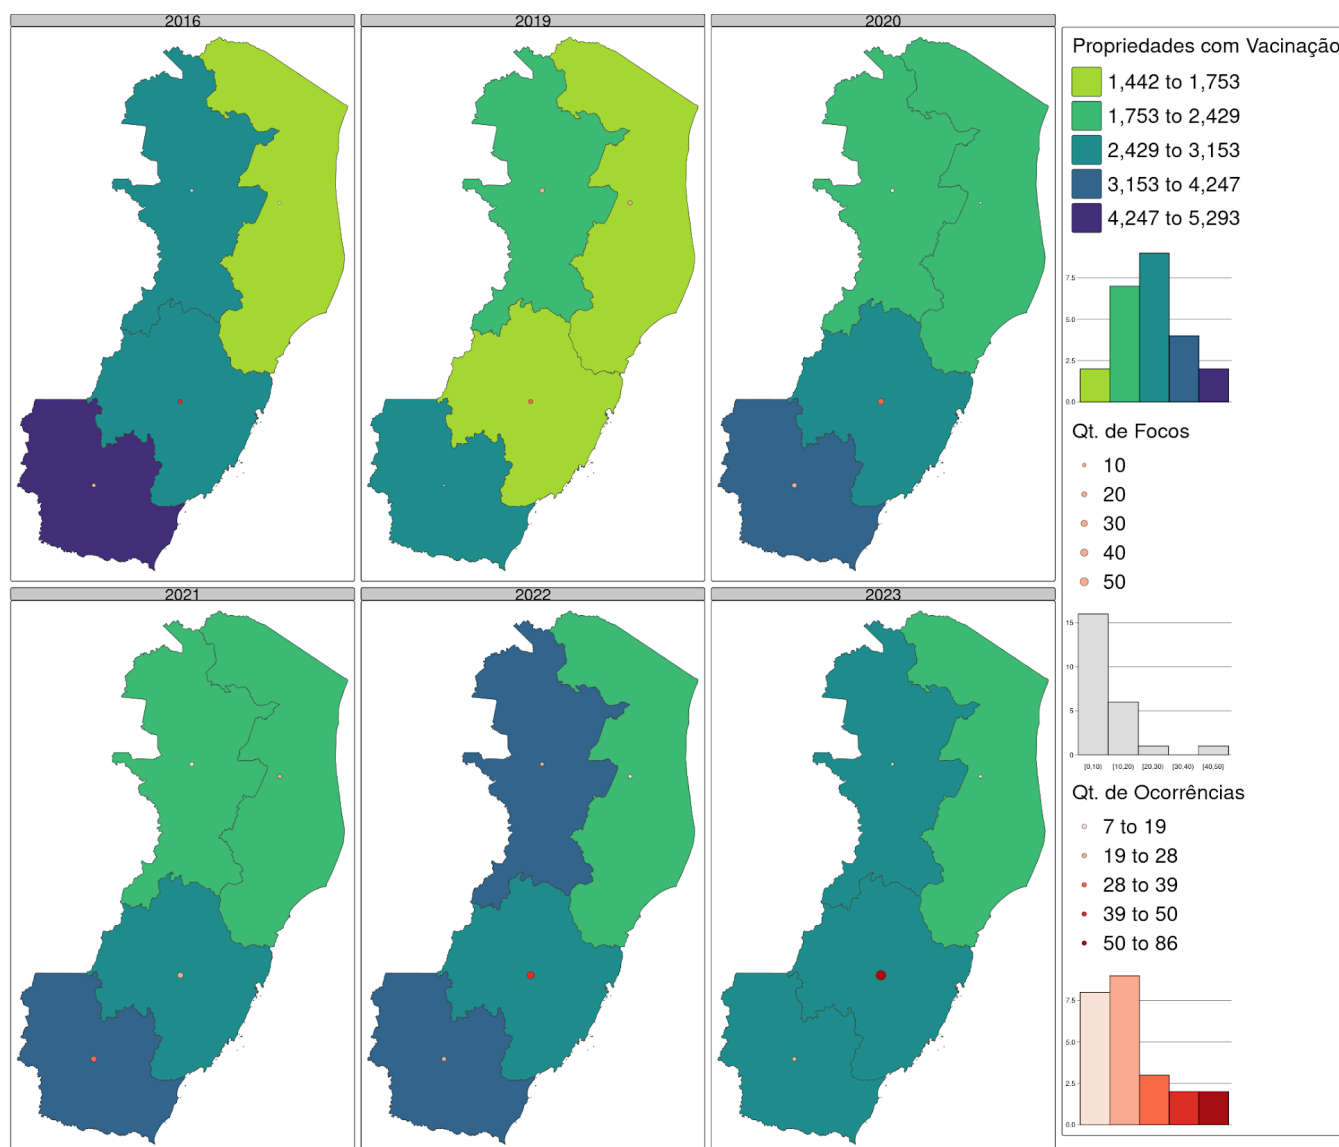 2016
2019
2020
2021
2022
2023
Propriedades com Vacinação
1,442 to 1,753
1,753 to 2,429
2,429 to 3,153
3,153 to 4,247
4,247 to 5,293
7.5
5.0
2.5
0.0
Qt. de Focos
10
20
30
40
50
15
10
5
0
[0,10) [10,20) [20,30) [30,40) [40,50]
Qt. de Ocorrências
7 to 19
19 to 28
28 to 39
39 to 50
50 to 86
7.5
5.0
2.5
0.0